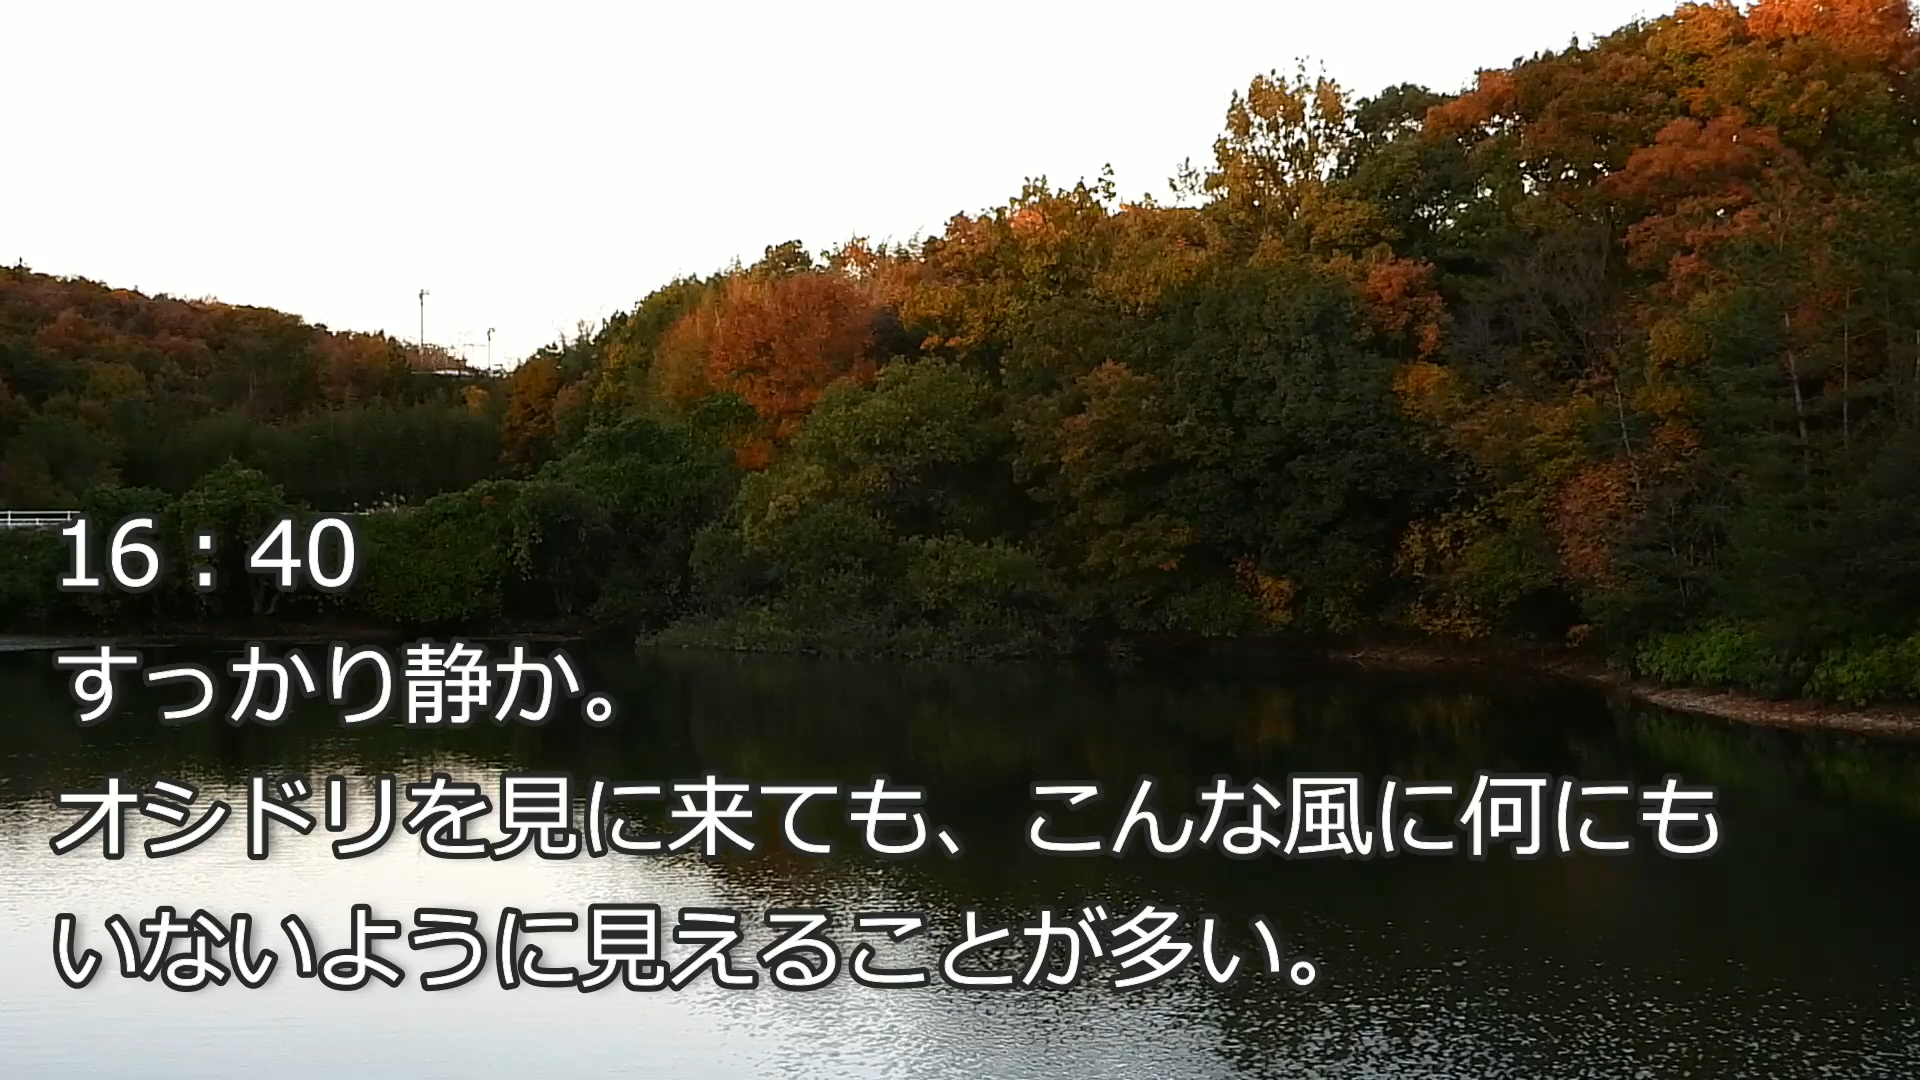 16：40
すっかり静か。
オシドリを見に来ても、こんな風に何にも
いないように見えることが多い。